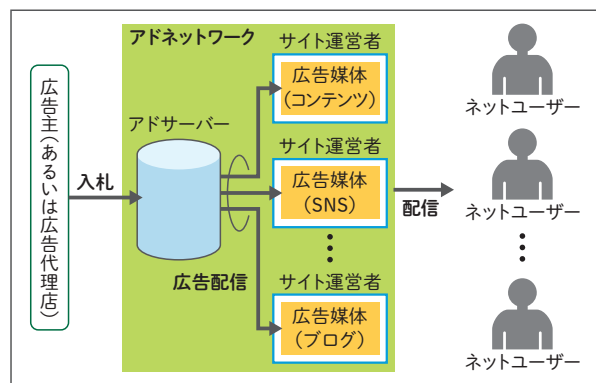 広告主(あるいは広告代理店)
入札
アドネットワーク
アドサーバー
広告配信
サイト運営者
広告媒体
(コンテンツ)
サイト運営者
広告媒体
(SNS)
サイト運営者
広告媒体
(ブログ)
配信
ネットユーザー
ネットユーザー
ネットユーザー